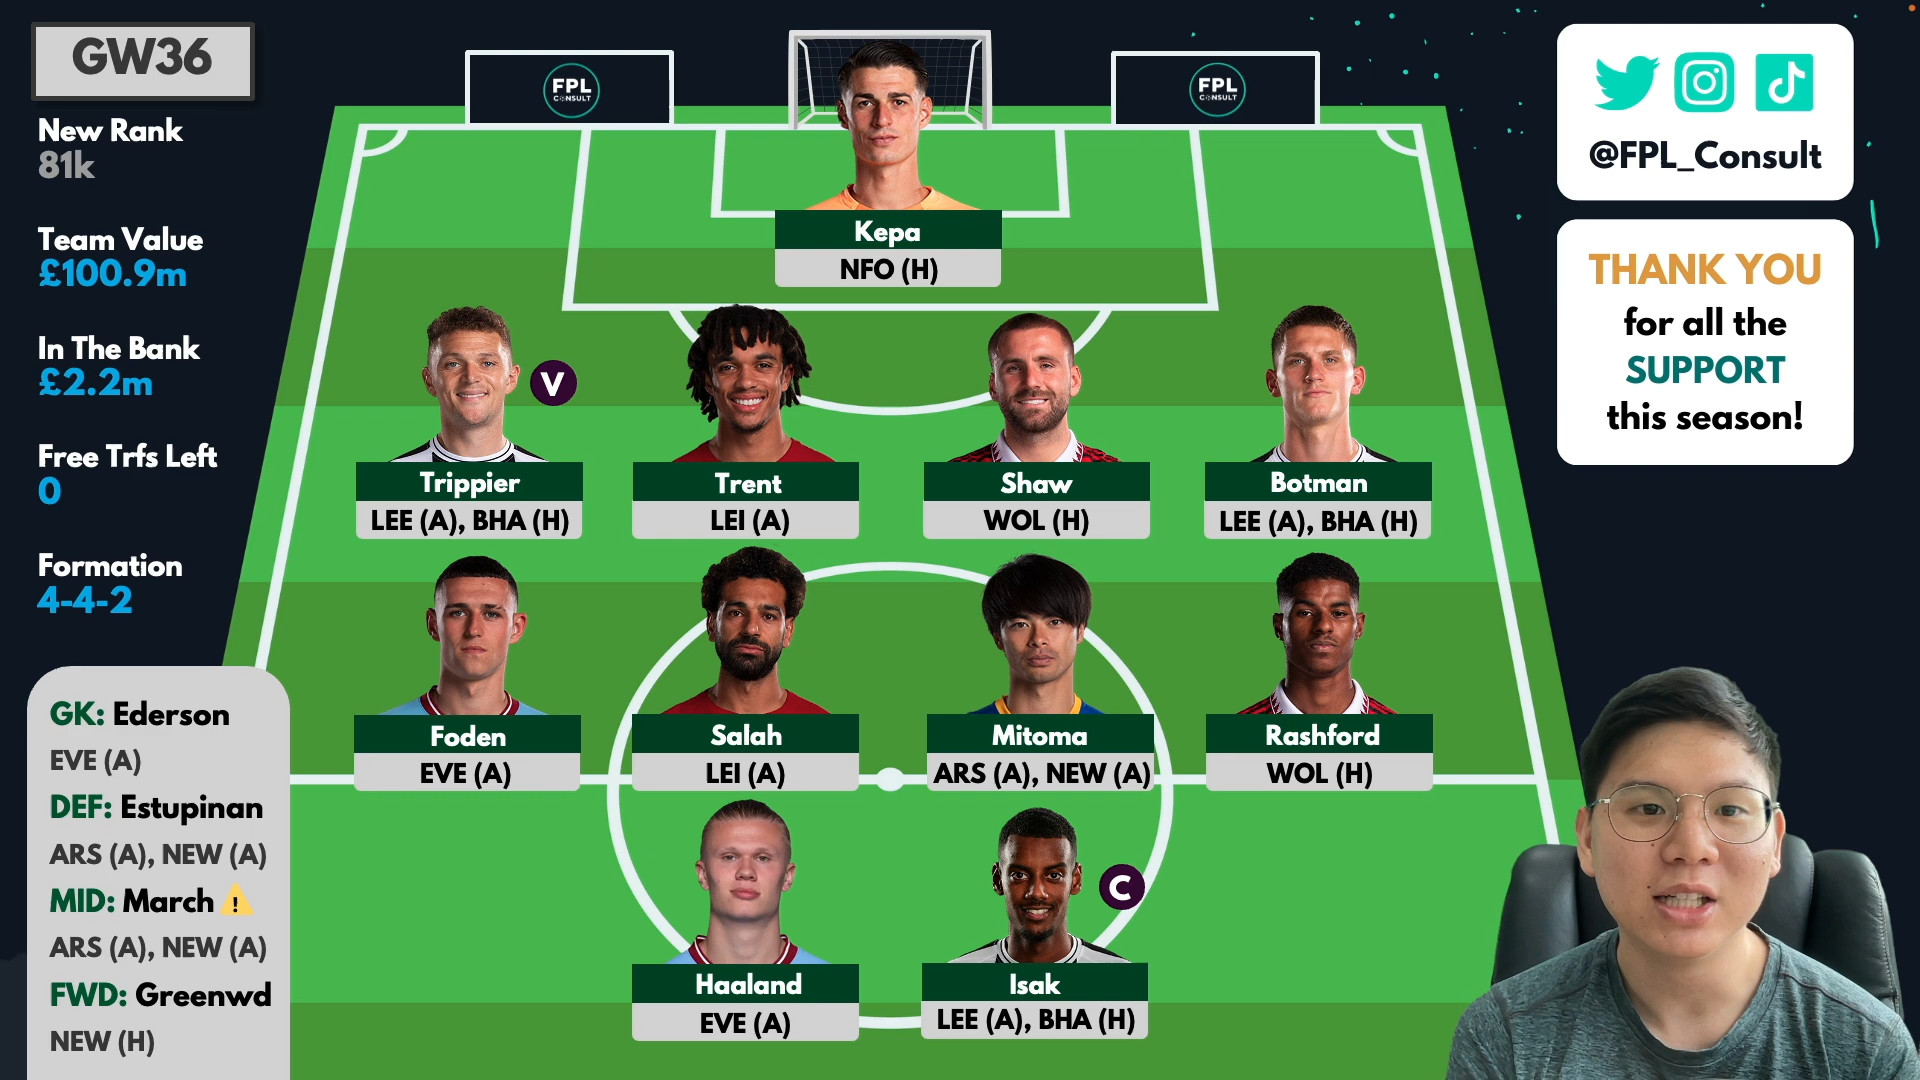 GW36
New Rank
81k
Team Value
£100.9m
In The Bank
£2.2m
Free Trfs Left
0
Formation
4-4-2
GK: Ederson
EVE (A)
DEF: Estupinan
ARS (A), NEW (A)
MID: March
ARS (A), NEW (A)
FWD: Greenwd
NEW (H)
FPL
CONSULT
FPL
CONSULT
Kepa
NFO (H)
Trippier
LEE (A), BHA (H)
V
Trent
LEI (A)
Shaw
WOL (H)
Botman
LEE (A), BHA (H)
Foden
EVE (A)
Salah
LEI (A)
Mitoma
ARS (A), NEW (A)
Rashford
WOL (H)
Haaland
EVE (A)
Isak
LEE (A), BHA (H)
C
@FPL_Consult
THANK YOU
for all the
SUPPORT
this season!